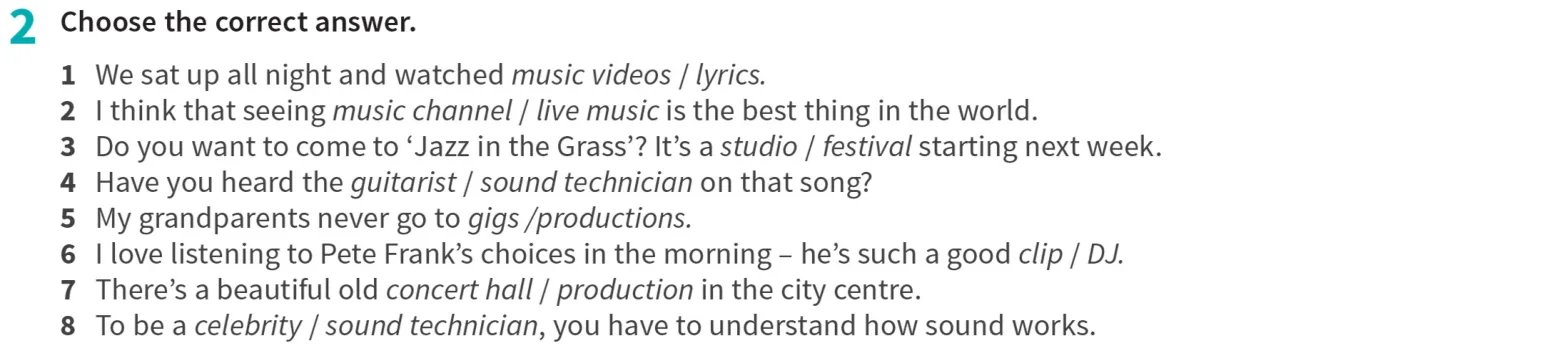 2 Choose the correct answer.
1 We sat up all night and watched music videos / lyrics.
2 I think that seeing music channel / live music is the best thing in the world.
3 Do you want to come to ‘Jazz in the Grass’? It’s a studio / festival starting next week.
4 Have you heard the guitarist / sound technician on that song?
5 My grandparents never go to gigs /productions.
6 I love listening to Pete Frank’s choices in the morning – he’s such a good clip / DJ.
7 There’s a beautiful old concert hall / production in the city centre.
8 To be a celebrity / sound technician, you have to understand how sound works.